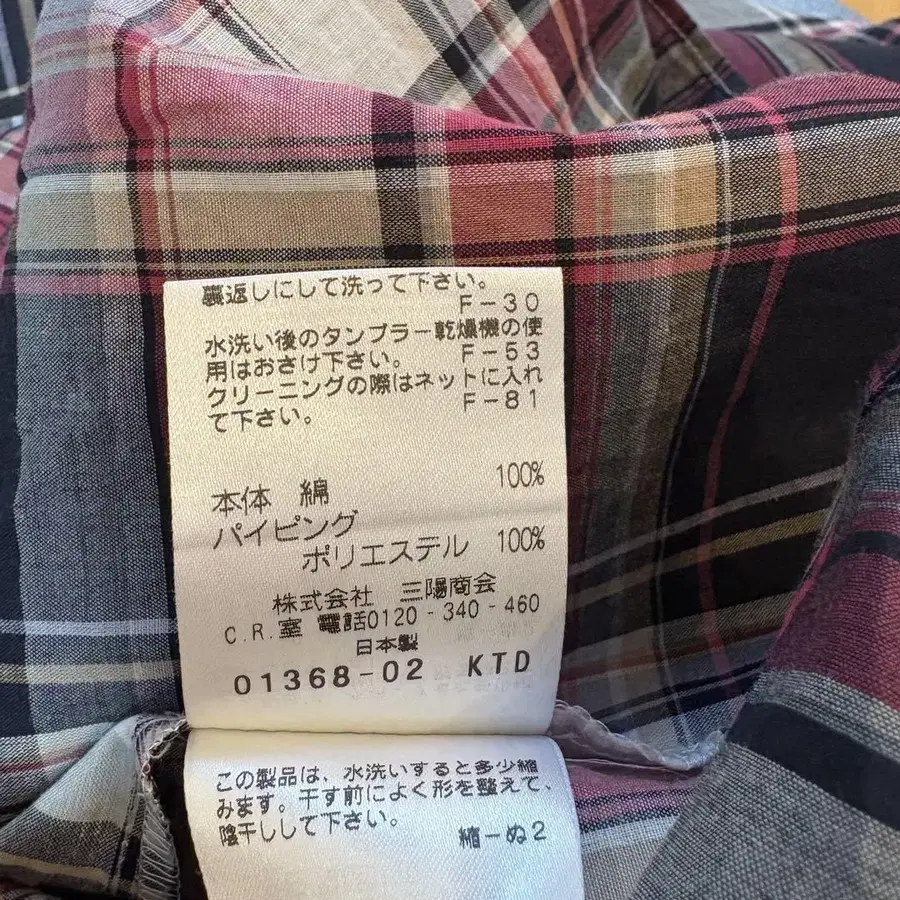 裏返しにして洗って下さい。
F-30
水洗い後のタンブラー乾燥機の使
用はおさけ下さい。 F-53
クリーニングの際はネットに入れ
て下さい。 F-81
本体 綿 100%
パイピング
ポリエステル 100%
株式会社 三陽商会
C.R.室 電話0120-340-460
日本製
01368-02 KTD
この製品は、水洗いすると多少縮
みます。干す前によく形を整えて、
陰干しして下さい。
縮-ぬ2